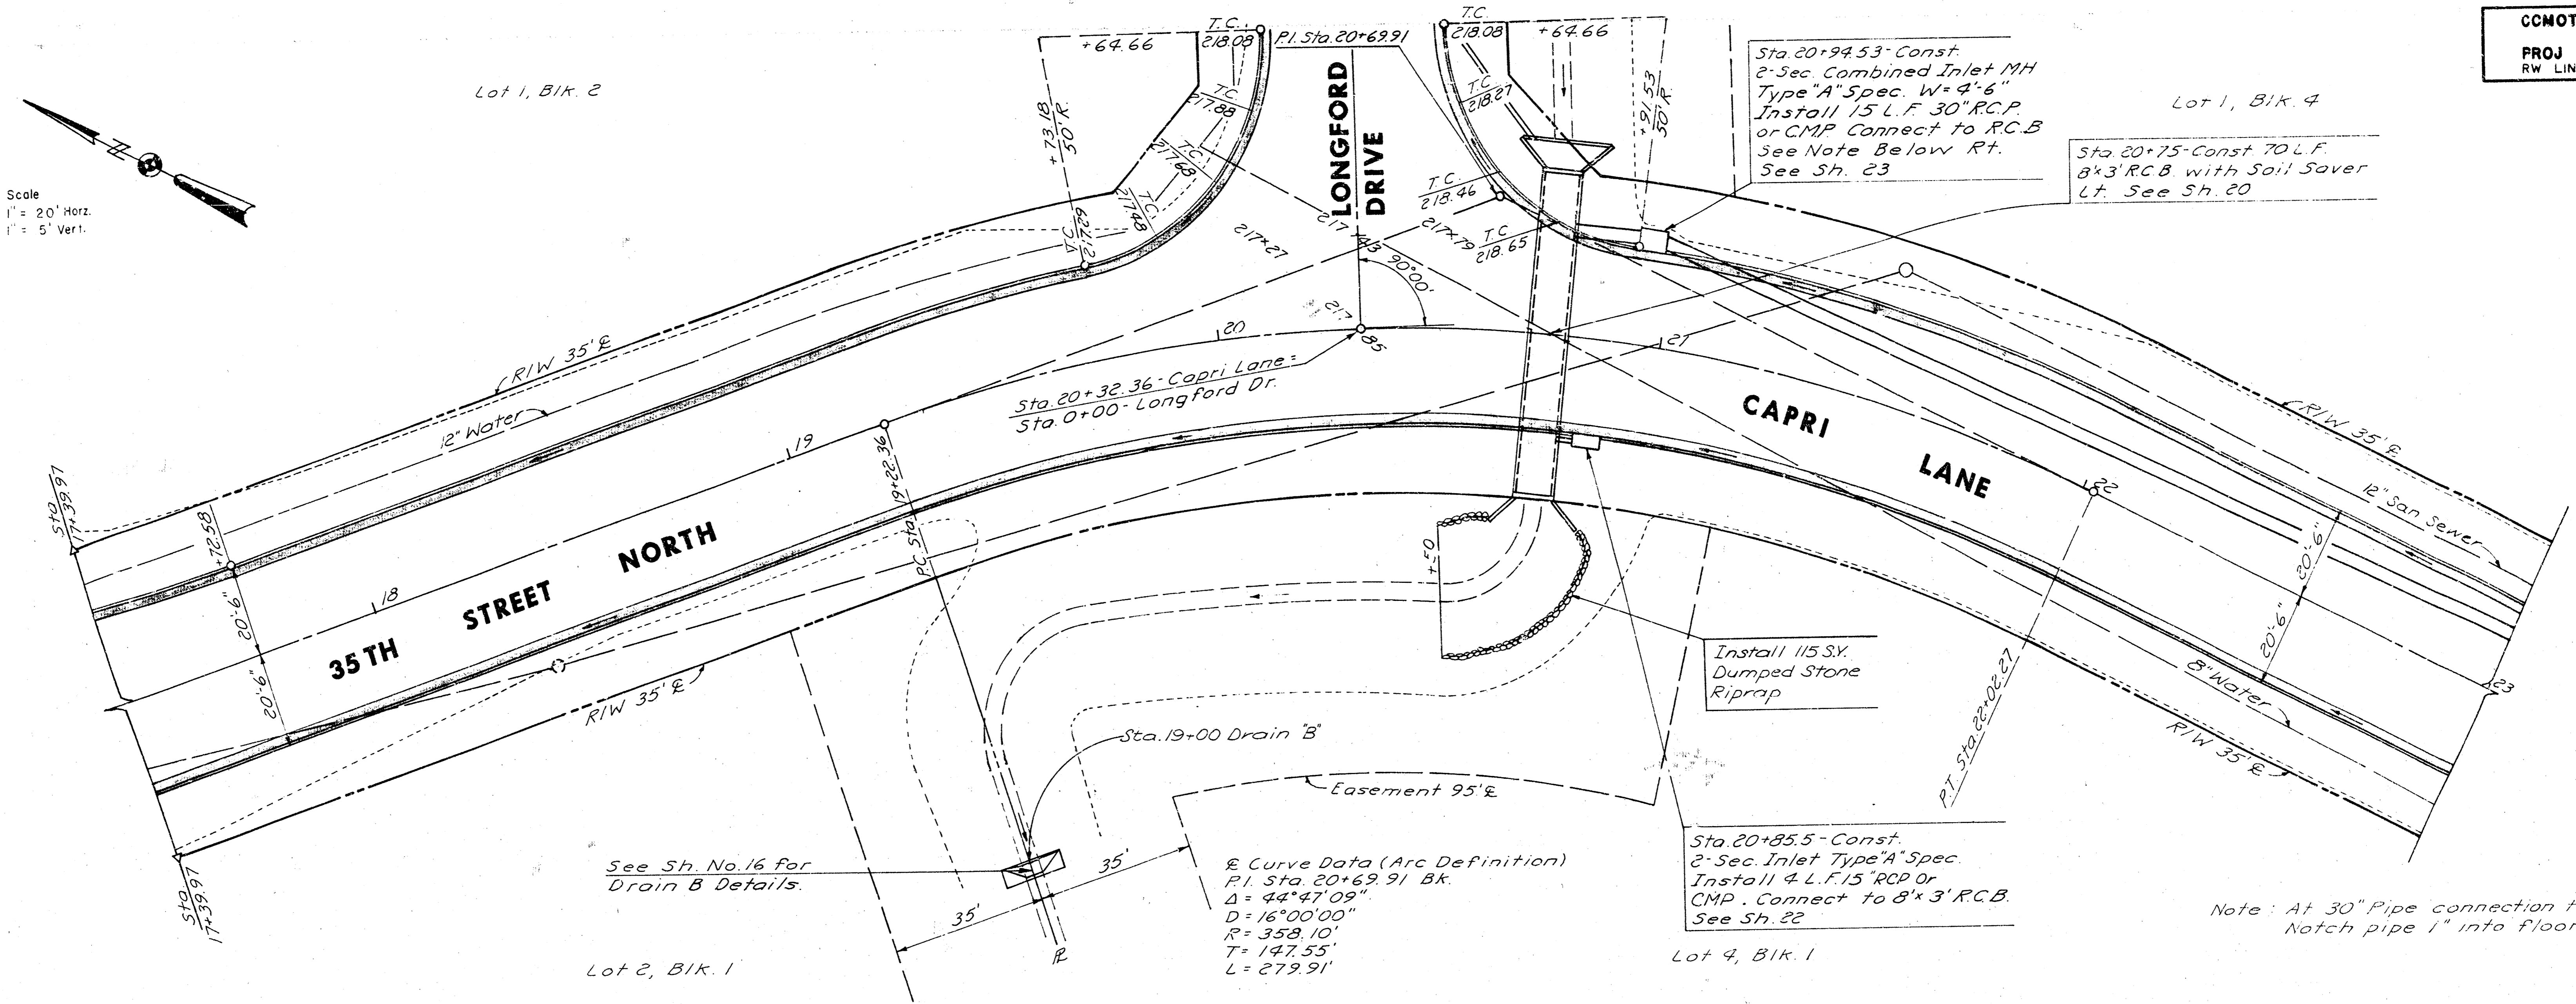 CCMOT
PROJ
RW LIN
Lot 1, Blk. 2
Scale
1" = 20' Horz.
1" = 5' Vert.
N
+64.66
T.C.
218.08
P.I. Sta. 20+69.91
T.C.
218.08
+64.66
T.C.
217.88
T.C.
217.68
T.C.
217.48
T.C.
217.29
+73.18
50' R.
LONGFORD
DRIVE
T.C.
218.27
T.C.
218.46
T.C.
218.65
+91.53
50' R
217×27
217×43
217×79
90°00'
217
85
Sta. 20+94.53-Const.
2-Sec. Combined Inlet MH
Type "A" Spec. W= 4'-6"
Install 15 L.F. 30" R.C.P.
or CMP. Connect to R.C.B
See Note Below Rt.
See Sh. 23
Lot 1, Blk. 4
Sta. 20+75-Const. 70 L.F.
8'x3' R.C.B. with Soil Saver
Lt. See Sh. 20
R/W 35' ℄
12" Water
Sta. 20+32.36-Capri Lane=
Sta. 0+00-Longford Dr.
20
21
19
18
22
23
CAPRI
LANE
R/W 35' ℄
12" San Sewer
Sta
17+39.97
+72.58
20'-6"
20'-6"
35TH
STREET
NORTH
P.C. Sta. 19+22.36
R/W 35' ℄
+50
Install 115 S.Y.
Dumped Stone
Riprap
P.T. Sta. 22+02.27
20'-6"
20'-6"
8" Water
R/W 35' ℄
Sta. 19+00 Drain "B"
Easement 95' ℄
Sta
17+39.97
See Sh. No. 16 for
Drain B Details.
35'
35'
℄ Curve Data (Arc Definition)
P.I. Sta. 20+69.91 Bk.
Δ = 44°47'09"
D = 16°00'00"
R = 358.10'
T = 147.55'
L = 279.91'
Sta. 20+85.5-Const.
2-Sec. Inlet Type "A" Spec.
Install 4 L.F. 15" RCP Or
CMP. Connect to 8'x 3' R.C.B.
See Sh. 22
Note: At 30" Pipe connection
Notch pipe 1" into floor
Lot 2, Blk. 1
Lot 4, Blk. 1